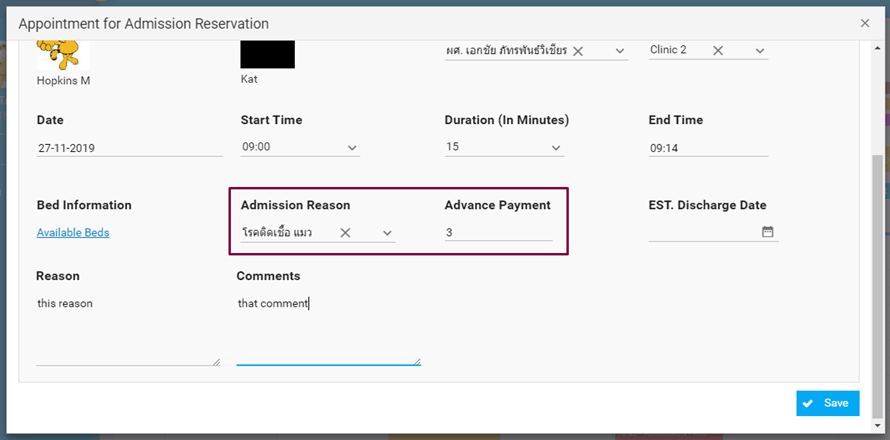 Appointment for Admission Reservation
ผศ. เอกชัย ภัทรพันธ์วิเชียร
Clinic 2
Hopkins M
Kat
Date
Start Time
Duration (In Minutes)
End Time
27-11-2019
09:00
15
09:14
Bed Information
Admission Reason
Advance Payment
EST. Discharge Date
Available Beds
โรคติดเชื้อ แมว
3
Reason
Comments
this reason
that comment
Save